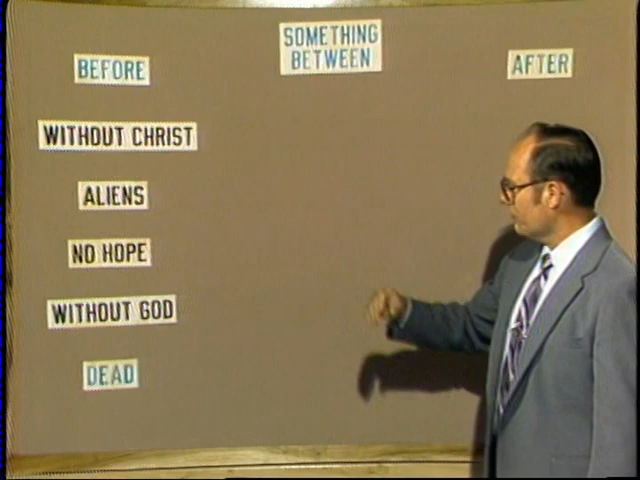 BEFORE
SOMETHING
BETWEEN
AFTER
WITHOUT CHRIST
ALIENS
NO HOPE
WITHOUT GOD
DEAD